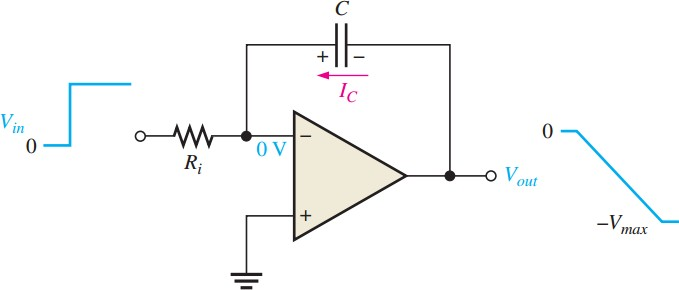 C
+ −
I_C
V_in
0
R_i
0 V
−
+
V_out
0
−V_max